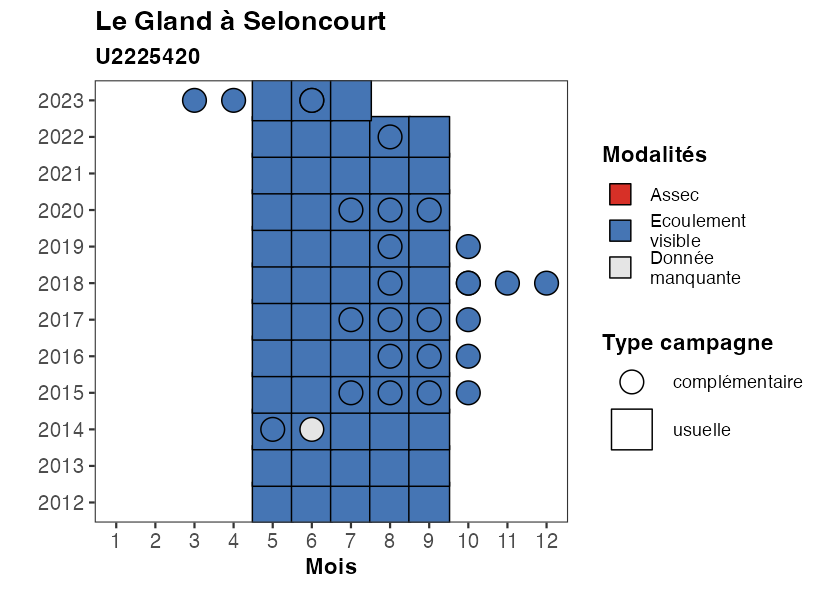 Le Gland à Seloncourt
U2225420
2023
2022
2021
2020
2019
2018
2017
2016
2015
2014
2013
2012
1 2 3 4 5 6 7 8 9 10 11 12
Mois
Modalités
Assec
Ecoulement
visible
Donnée
manquante
Type campagne
complémentaire
usuelle